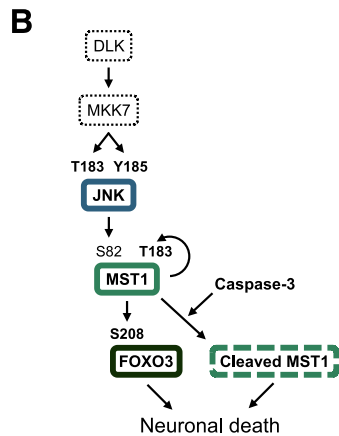 B
DLK
MKK7
T183 Y185
JNK
S82 T183
MST1
Caspase-3
S208
FOXO3
Cleaved MST1
Neuronal death